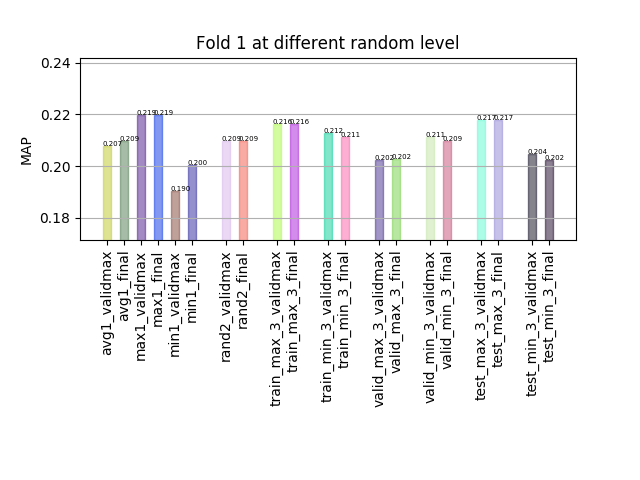 Fold 1 at different random level
MAP
0.24
0.22
0.20
0.18
0.207
0.209
0.219
0.219
0.190
0.200
0.209
0.209
0.216
0.216
0.212
0.211
0.202
0.202
0.211
0.209
0.217
0.217
0.204
0.202
avg1_validmax
avg1_final
max1_validmax
max1_final
min1_validmax
min1_final
rand2_validmax
rand2_final
train_max_3_validmax
train_max_3_final
train_min_3_validmax
train_min_3_final
valid_max_3_validmax
valid_max_3_final
valid_min_3_validmax
valid_min_3_final
test_max_3_validmax
test_max_3_final
test_min_3_validmax
test_min_3_final